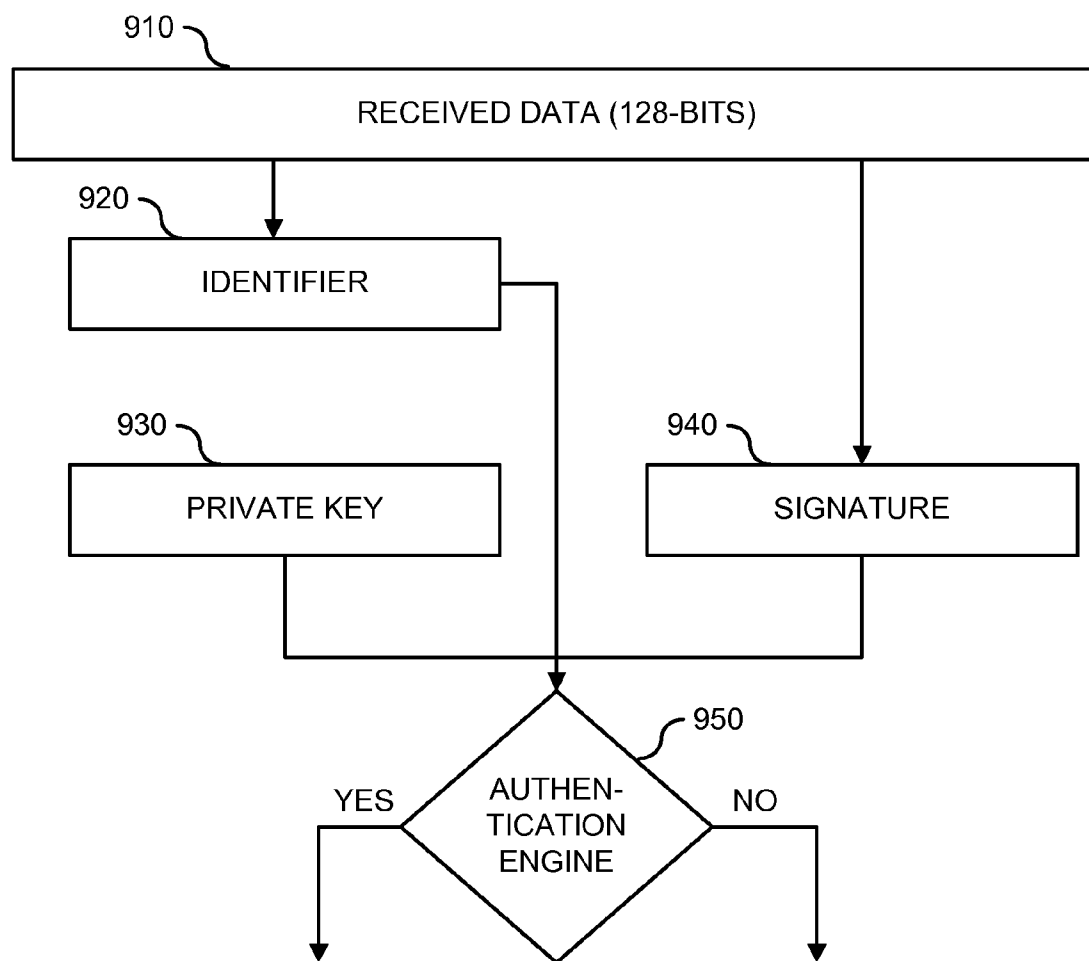 910
RECEIVED DATA (128-BITS)
920
IDENTIFIER
930
PRIVATE KEY
940
SIGNATURE
950
YES
AUTHEN-
TICATION
ENGINE
NO